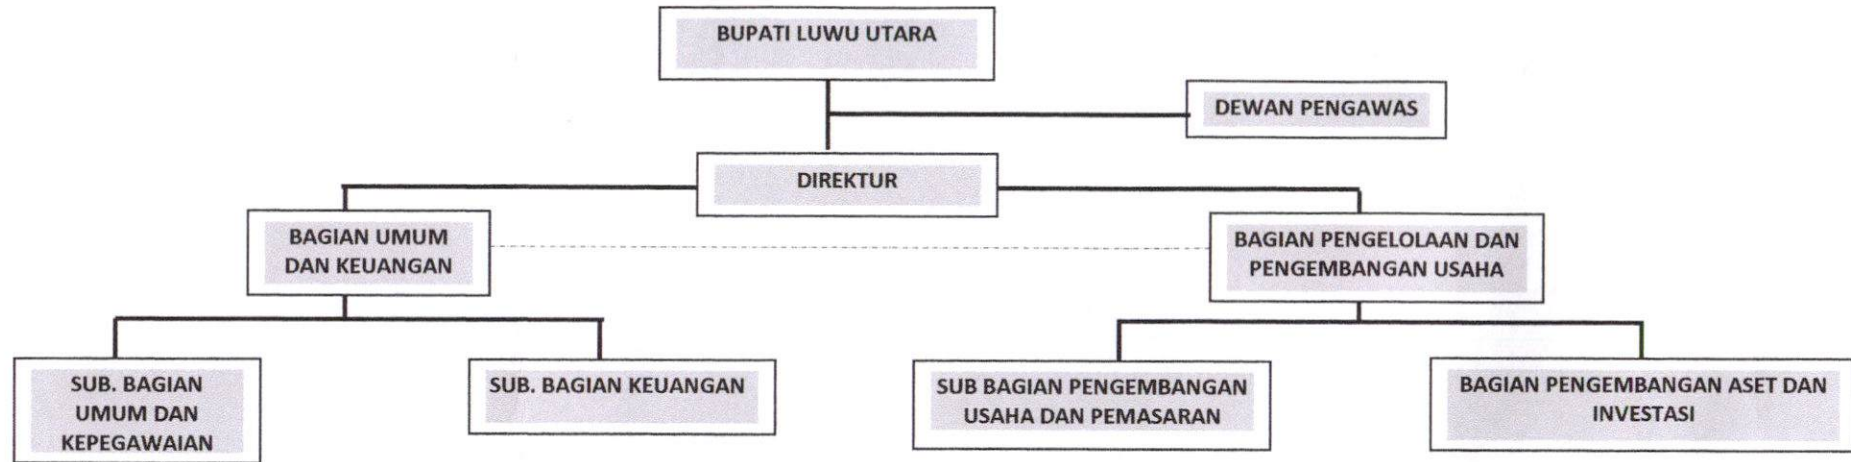 BUPATI LUWU UTARA
DEWAN PENGAWAS
DIREKTUR
BAGIAN UMUM
DAN KEUANGAN
BAGIAN PENGELOLAAN DAN
PENGEMBANGAN USAHA
SUB. BAGIAN
UMUM DAN
KEPEGAWAIAN
SUB. BAGIAN KEUANGAN
SUB BAGIAN PENGEMBANGAN
USAHA DAN PEMASARAN
BAGIAN PENGEMBANGAN ASET DAN
INVESTASI